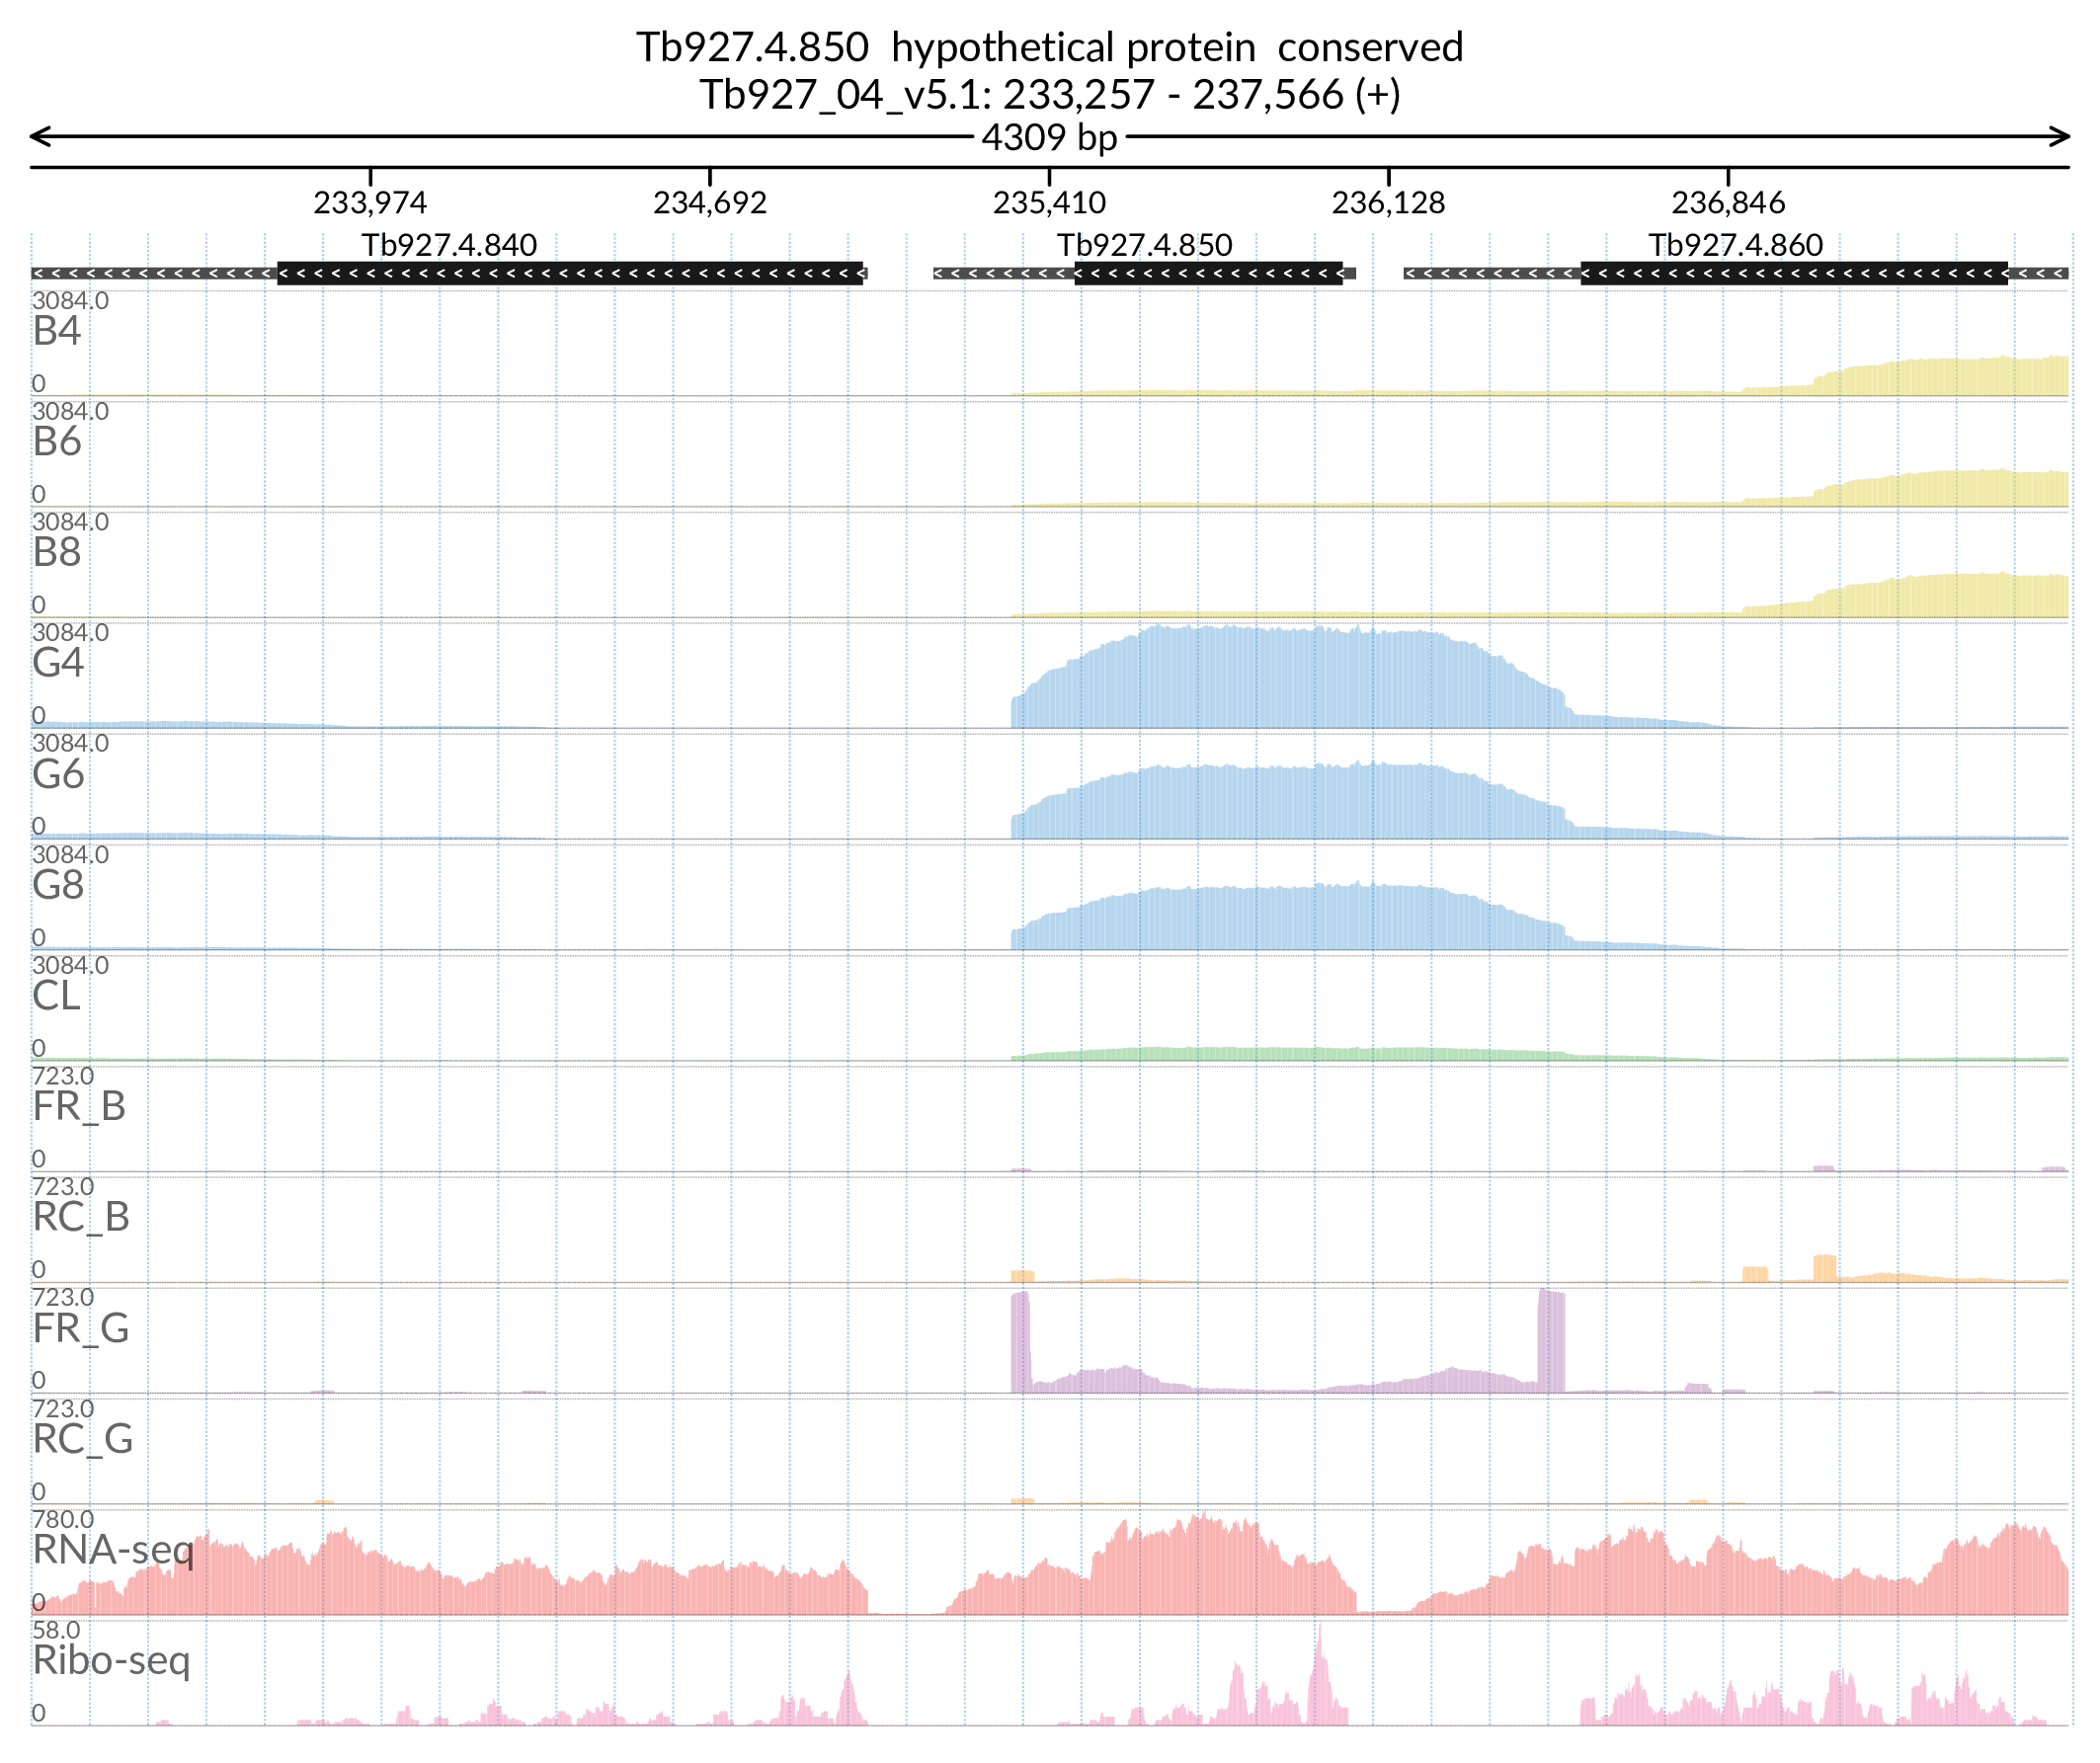 Tb927.4.850 hypothetical protein conserved
Tb927_04_v5.1: 233,257 - 237,566 (+)
4309 bp
233,974 234,692 235,410 236,128 236,846
Tb927.4.840 Tb927.4.850 Tb927.4.860
3084.0
B4
0
3084.0
B6
0
3084.0
B8
0
3084.0
G4
0
3084.0
G6
0
3084.0
G8
0
3084.0
CL
0
723.0
FR_B
0
723.0
RC_B
0
723.0
FR_G
0
723.0
RC_G
0
780.0
RNA-seq
0
58.0
Ribo-seq
0